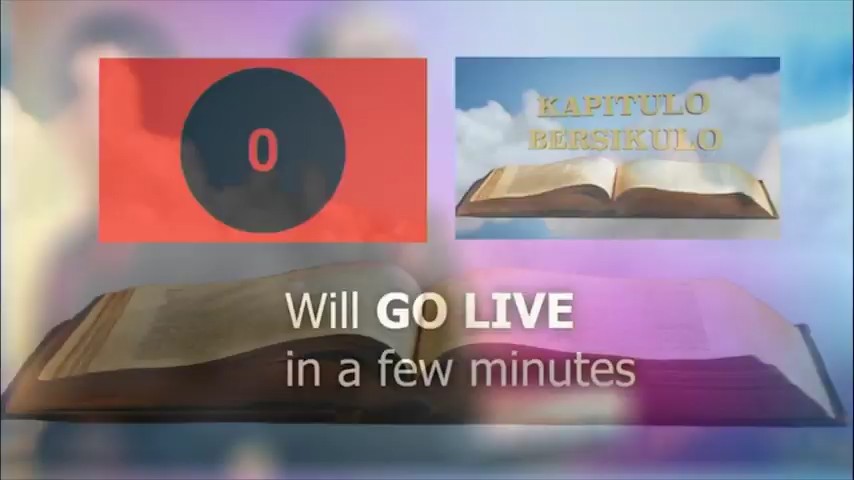 0
KAPITULO
BERSIKULO
Will GO LIVE
in a few minutes